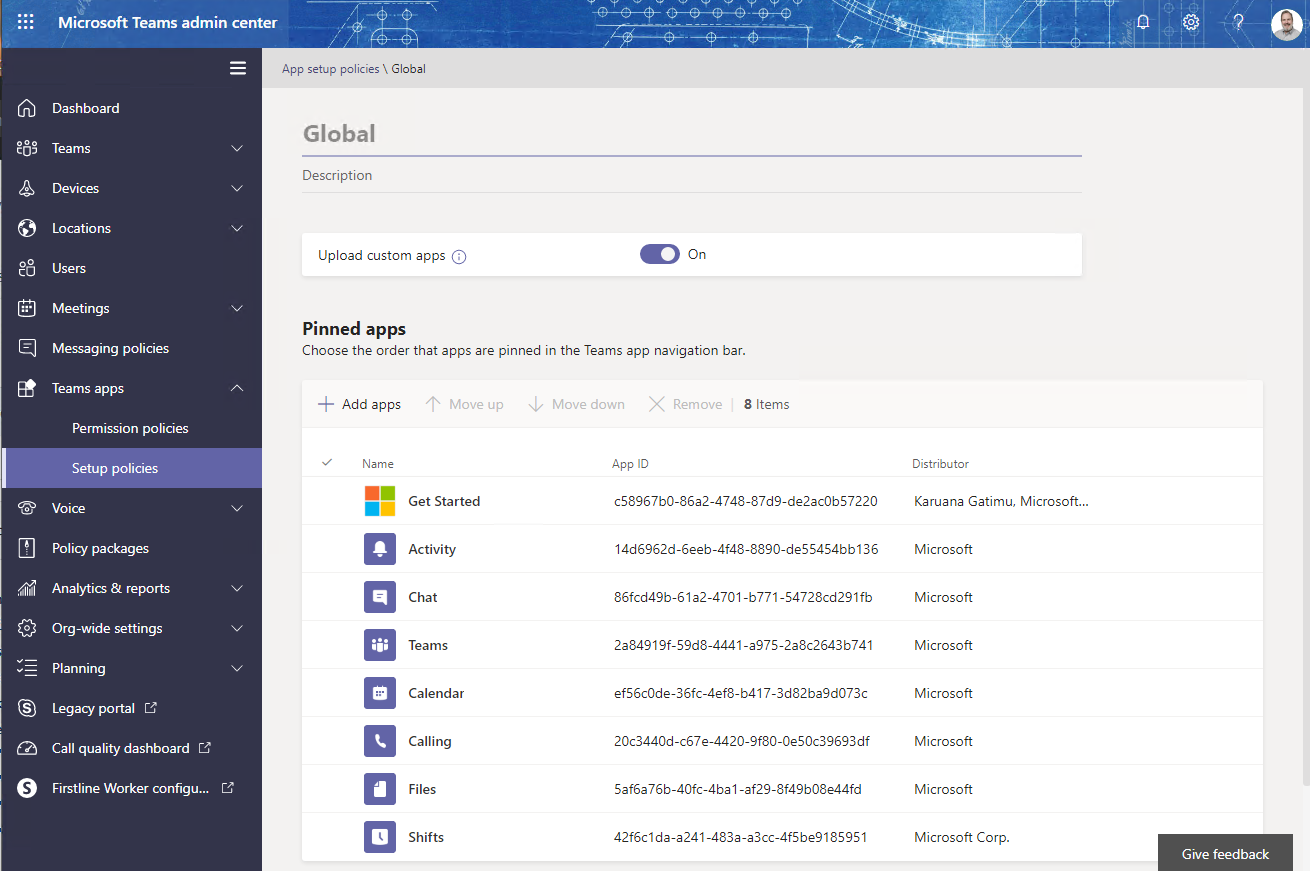 Microsoft Teams admin center
App setup policies \ Global
Dashboard
Teams
Devices
Locations
Users
Meetings
Messaging policies
Teams apps
Permission policies
Setup policies
Voice
Policy packages
Analytics & reports
Org-wide settings
Planning
Legacy portal
Call quality dashboard
Firstline Worker configu...
Global
Description
Upload custom apps On
Pinned apps
Choose the order that apps are pinned in the Teams app navigation bar.
Add apps Move up Move down Remove | 8 Items
Name App ID Distributor
Get Started c58967b0-86a2-4748-87d9-de2ac0b57220 Karuana Gatimu, Microsoft...
Activity 14d6962d-6eeb-4f48-8890-de55454bb136 Microsoft
Chat 86fcd49b-61a2-4701-b771-54728cd291fb Microsoft
Teams 2a84919f-59d8-4441-a975-2a8c2643b741 Microsoft
Calendar ef56c0de-36fc-4ef8-b417-3d82ba9d073c Microsoft
Calling 20c3440d-c67e-4420-9f80-0e50c39693df Microsoft
Files 5af6a76b-40fc-4ba1-af29-8f49b08e44fd Microsoft
Shifts 42f6c1da-a241-483a-a3cc-4f5be9185951 Microsoft Corp.
Give feedback